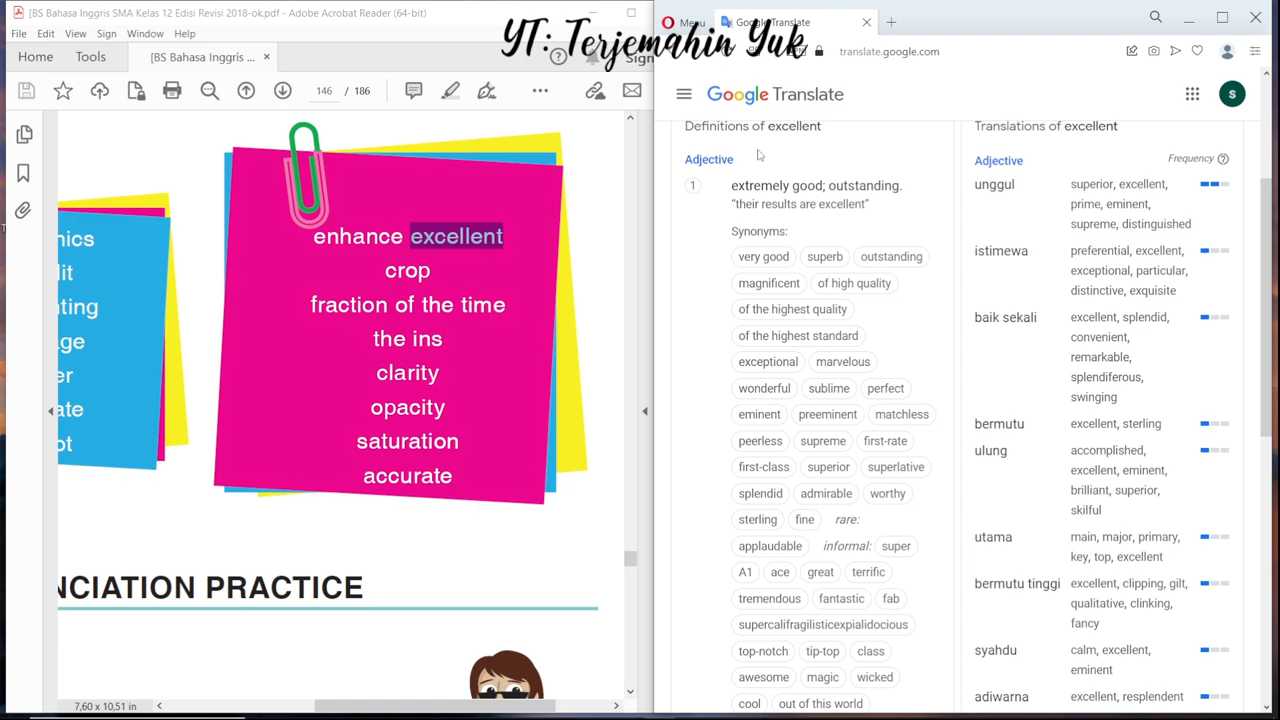 [BS Bahasa Inggris SMA Kelas 12 Edisi Revisi 2018-ok.pdf - Adobe Acrobat Reader (64-bit)
File Edit View Sign Window Help
Home Tools [BS Bahasa Inggris ... × Sign
146 / 186
YT: Terjemahin Yuk
nics
lit
ting
age
er
ate
ot
enhance excellent
crop
fraction of the time
the ins
clarity
opacity
saturation
accurate
NCIATION PRACTICE
7,60 x 10,51 in
Menu Google Translate
translate.google.com
Google Translate
S
Definitions of excellent
Adjective
1 extremely good; outstanding.
"their results are excellent"
Synonyms:
very good superb outstanding
magnificent of high quality
of the highest quality
of the highest standard
exceptional marvelous
wonderful sublime perfect
eminent preeminent matchless
peerless supreme first-rate
first-class superior superlative
splendid admirable worthy
sterling fine rare:
applaudable informal: super
A1 ace great terrific
tremendous fantastic fab
supercalifragilisticexpialidocious
top-notch tip-top class
awesome magic wicked
cool out of this world
Translations of excellent
Adjective Frequency
unggul superior, excellent,
prime, eminent,
supreme, distinguished
istimewa preferential, excellent,
exceptional, particular,
distinctive, exquisite
baik sekali excellent, splendid,
convenient,
remarkable,
splendiferous,
swinging
bermutu excellent, sterling
ulung accomplished,
excellent, eminent,
brilliant, superior,
skilful
utama main, major, primary,
key, top, excellent
bermutu tinggi excellent, clipping, gilt,
qualitative, clinking,
fancy
syahdu calm, excellent,
eminent
adiwarna excellent, resplendent